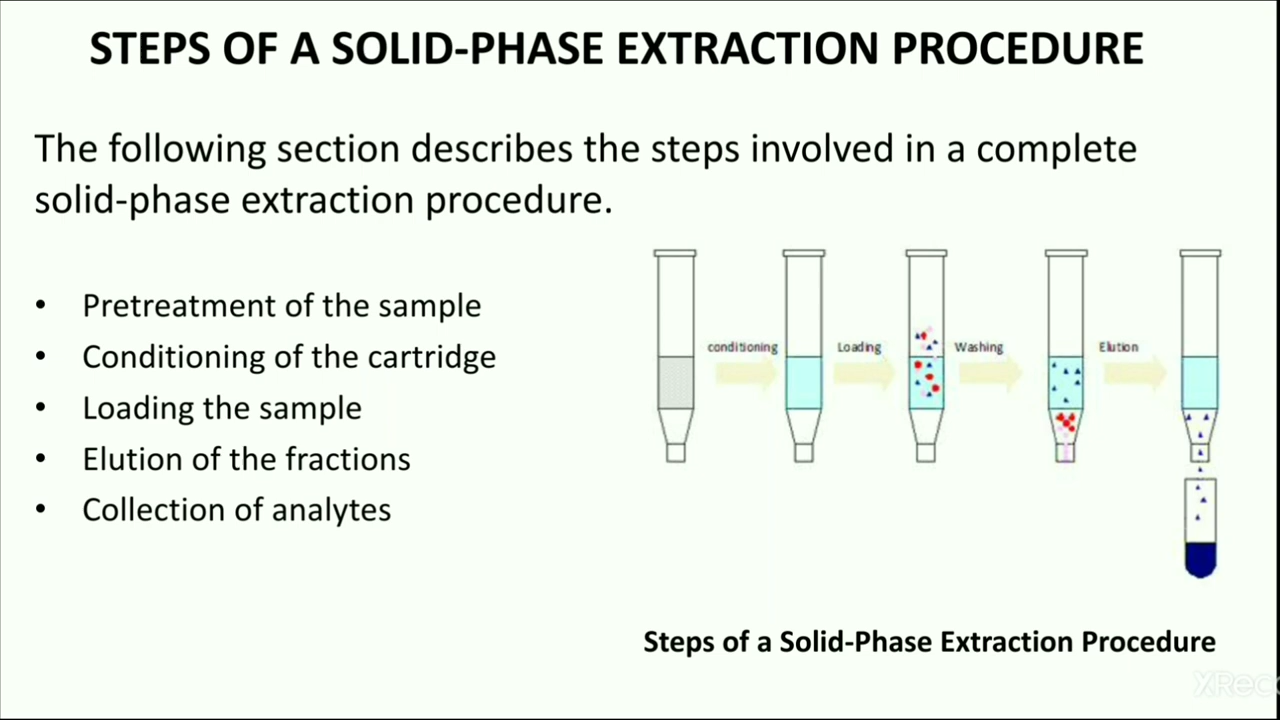 STEPS OF A SOLID-PHASE EXTRACTION PROCEDURE
The following section describes the steps involved in a complete
solid-phase extraction procedure.
• Pretreatment of the sample
• Conditioning of the cartridge
• Loading the sample
• Elution of the fractions
• Collection of analytes
conditioning
Loading
Washing
Elution
Steps of a Solid-Phase Extraction Procedure